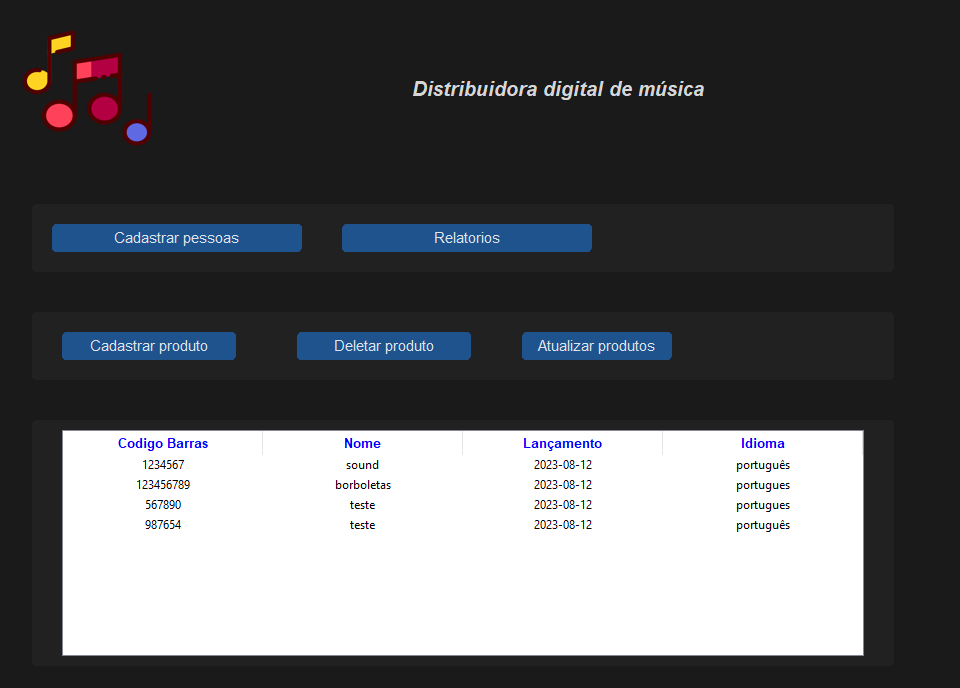 Distribuidora digital de música
Cadastrar pessoas Relatorios
Cadastrar produto Deletar produto Atualizar produtos
Codigo Barras Nome Lançamento Idioma
1234567 sound 2023-08-12 português
123456789 borboletas 2023-08-12 portugues
567890 teste 2023-08-12 português
987654 teste 2023-08-12 português